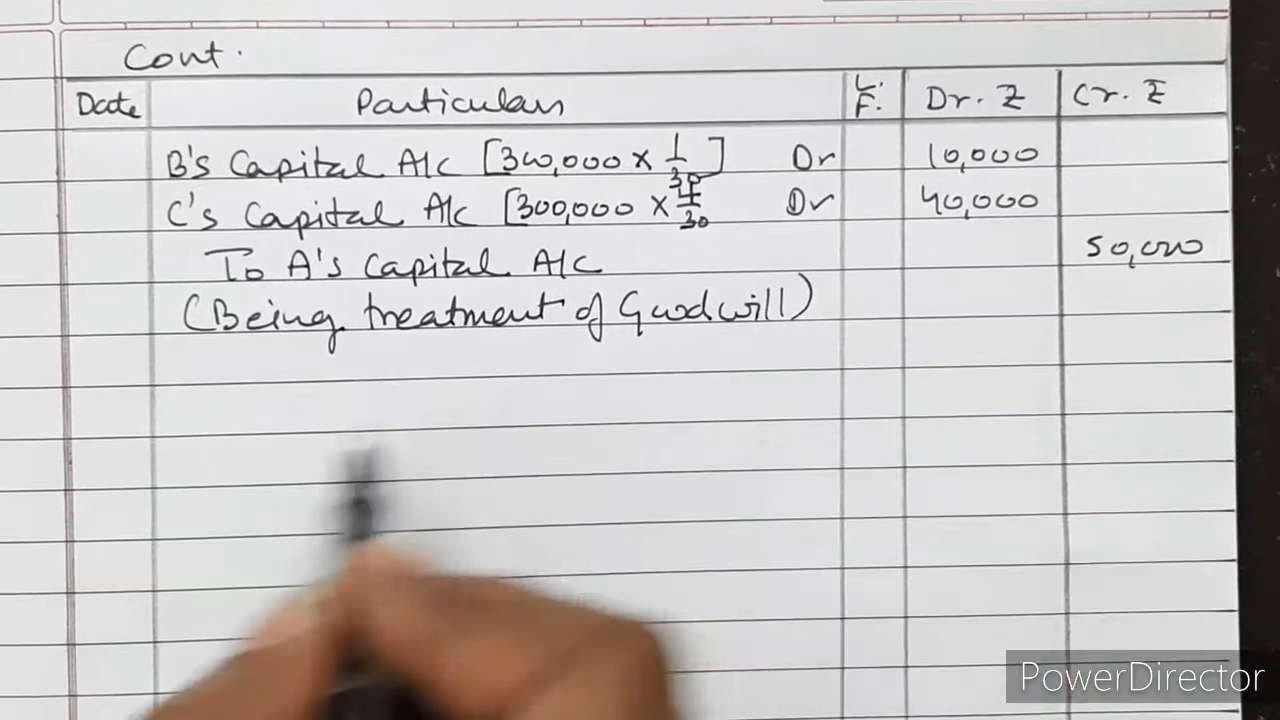 Cont.
Date Particulars L.F. Dr. ₹ Cr. ₹
B's Capital A/c [300,000 × 1/30] Dr 10,000
C's Capital A/c [300,000 × 4/30 Dr 40,000
To A's Capital A/c 50,000
(Being treatment of Goodwill)
PowerDirector